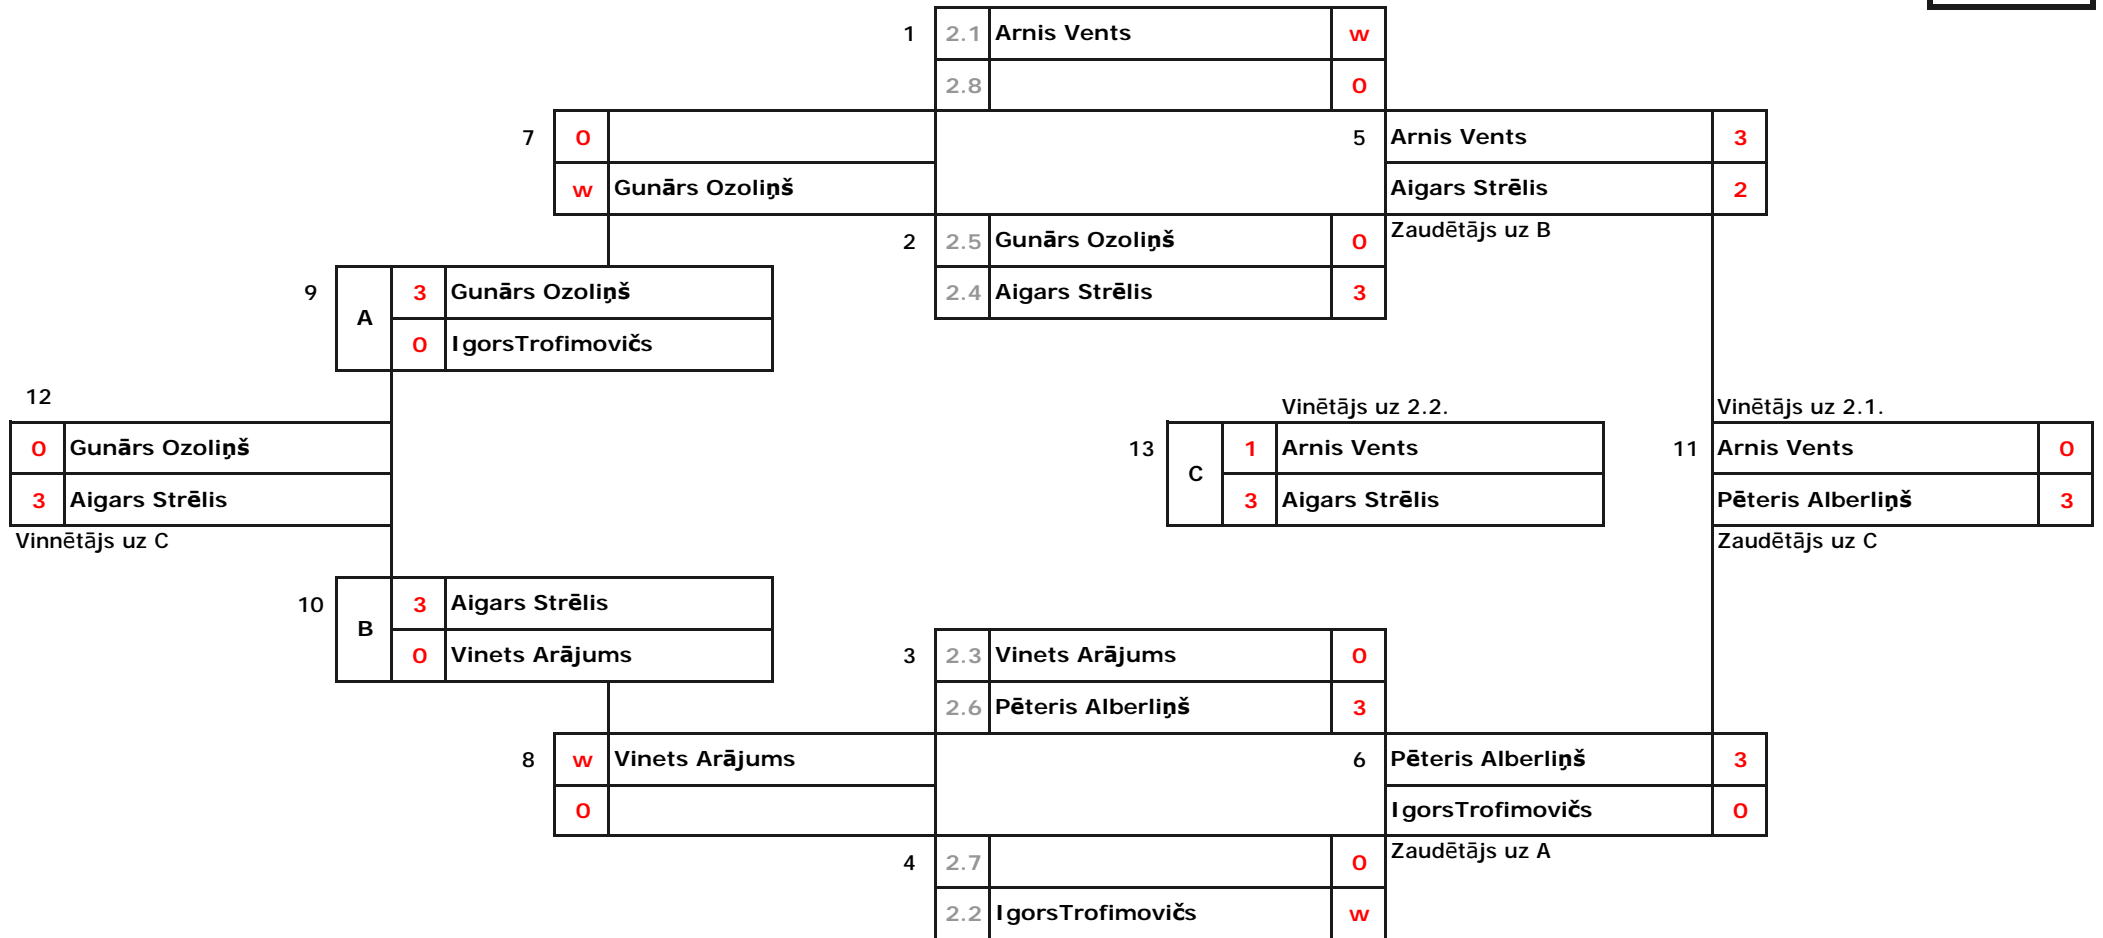 1 2.1 Arnis Vents w
2.8 0
7 0 5 Arnis Vents 3
w Gunārs Ozoliņš Aigars Strēlis 2
2 2.5 Gunārs Ozoliņš 0 Zaudētājs uz B
9 A 3 Gunārs Ozoliņš 2.4 Aigars Strēlis 3
0 IgorsTrofimovičs
12 Vinētājs uz 2.2. Vinētājs uz 2.1.
0 Gunārs Ozoliņš 13 C 1 Arnis Vents 11 Arnis Vents 0
3 Aigars Strēlis 3 Aigars Strēlis Pēteris Alberliņš 3
Vinnētājs uz C Zaudētājs uz C
10 B 3 Aigars Strēlis
0 Vinets Arājums 3 2.3 Vinets Arājums 0
2.6 Pēteris Alberliņš 3
8 w Vinets Arājums 6 Pēteris Alberliņš 3
0 IgorsTrofimovičs 0
4 2.7 0 Zaudētājs uz A
2.2 IgorsTrofimovičs w